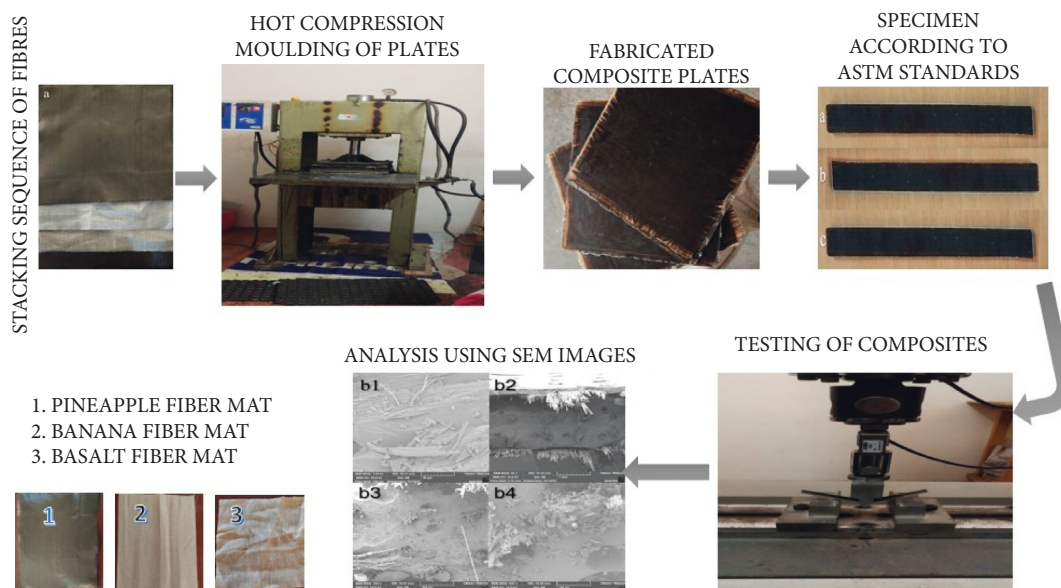 STACKING SEQUENCE OF FIBRES
a
HOT COMPRESSION
MOULDING OF PLATES
FABRICATED
COMPOSITE PLATES
SPECIMEN
ACCORDING TO
ASTM STANDARDS
a
b
c
TESTING OF COMPOSITES
ANALYSIS USING SEM IMAGES
b1
b2
b3
b4
1. PINEAPPLE FIBER MAT
2. BANANA FIBER MAT
3. BASALT FIBER MAT
1
2
3